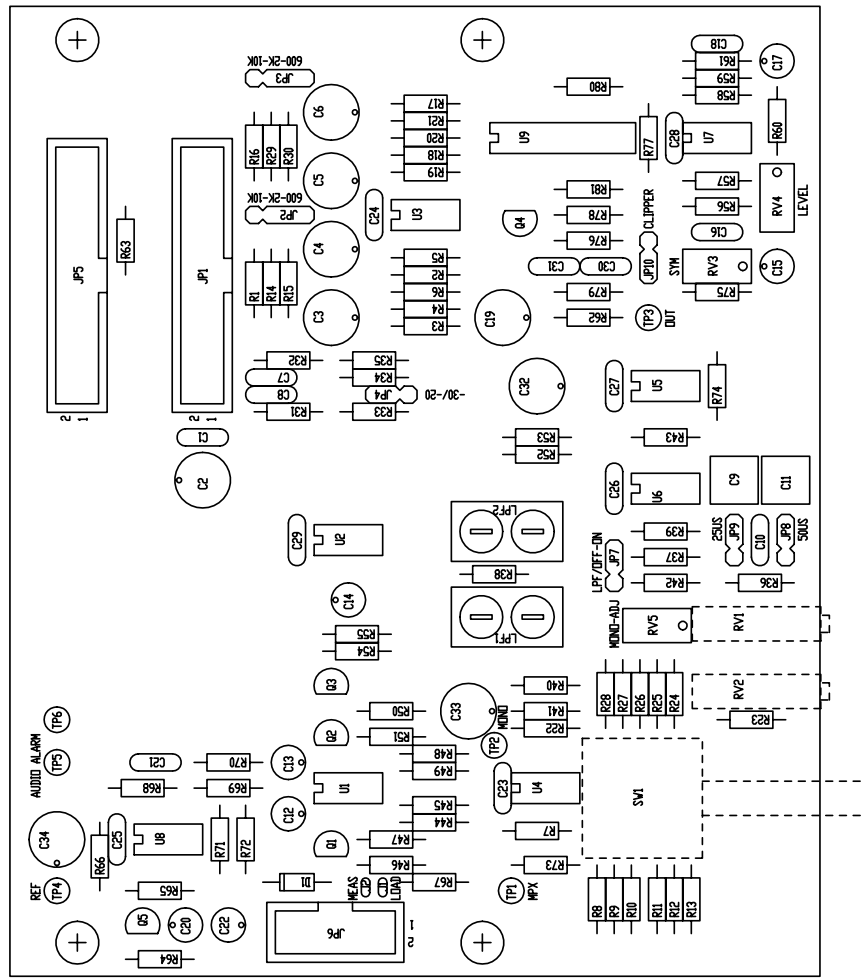 600-2K-10K
JP3
C6
R17
R21
R20
R18
R19
R16
R29
R30
C5
600-2K-10K
JP2
C24
U3
C4
R1
R14
R15
C3
R5
R2
R6
R4
R3
JP5
R63
JP1
2
1
2
1
C1
C2
R32
C7
C8
R31
R35
R34
JP4
-30/-20
R33
R80
U9
R77
C28
U7
C18
R61
R59
R58
C17
R60
R81
R78
R76
Q4
CLIPPER
JP10
C31
C30
R79
R62
TP3
OUT
R57
R56
C16
RV4
LEVEL
SYM
RV3
R75
C15
C19
C32
C27
U5
R74
R53
R52
R43
C26
U6
C9
C11
LPF2
R38
LPF1
R39
R37
R42
LPF/OFF-ON
JP7
25US
JP9
C10
JP8
50US
R36
C29
U2
C14
R55
R54
MONO-ADJ
RV5
RV1
RV2
R23
R28
R27
R26
R25
R24
Q3
R50
Q2
R51
C33
MONO
TP2
R40
R41
R22
R48
R49
TP6
TP5
AUDIO ALARM
C21
R70
R68
R69
C13
U1
C12
R45
R44
R47
C23
U4
R7
R73
SW1
C34
R66
C25
U8
R71
R72
Q1
R46
R67
REF
TP4
R65
D1
MEAS
LOAD
TP1
MPX
Q5
C20
C22
R64
JP6
1
2
R8
R9
R10
R11
R12
R13